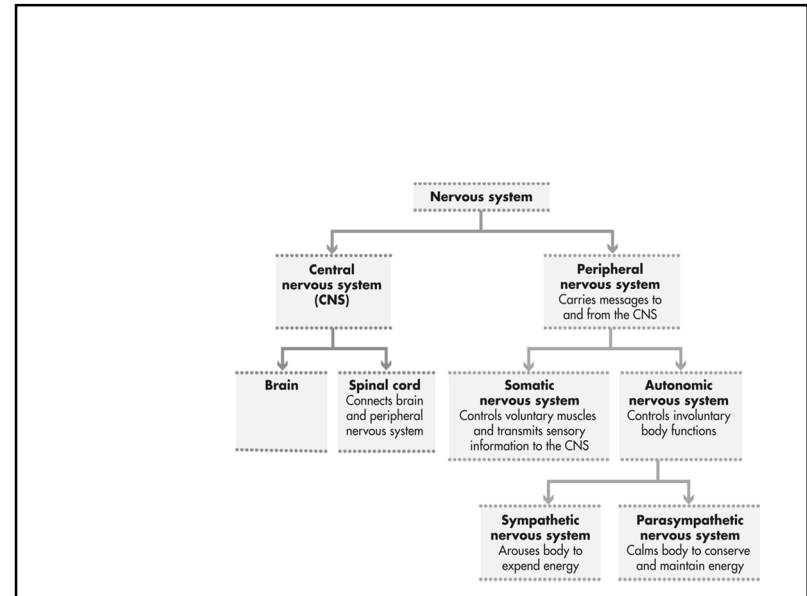 Nervous system
Central
nervous system
(CNS)
Peripheral
nervous system
Carries messages to
and from the CNS
Brain
Spinal cord
Connects brain
and peripheral
nervous system
Somatic
nervous system
Controls voluntary muscles
and transmits sensory
information to the CNS
Autonomic
nervous system
Controls involuntary
body functions
Sympathetic
nervous system
Arouses body to
expend energy
Parasympathetic
nervous system
Calms body to conserve
and maintain energy